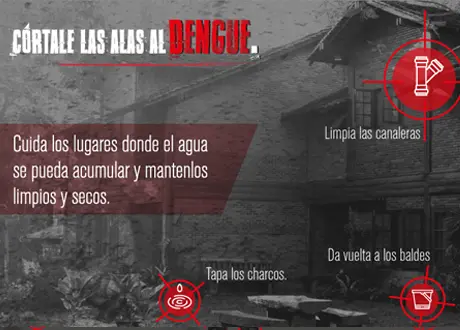 CÓRTALE LAS ALAS AL DENGUE.
Limpia las canaleras
Cuida los lugares donde el agua
se pueda acumular y mantenlos
limpios y secos.
Da vuelta a los baldes
Tapa los charcos.